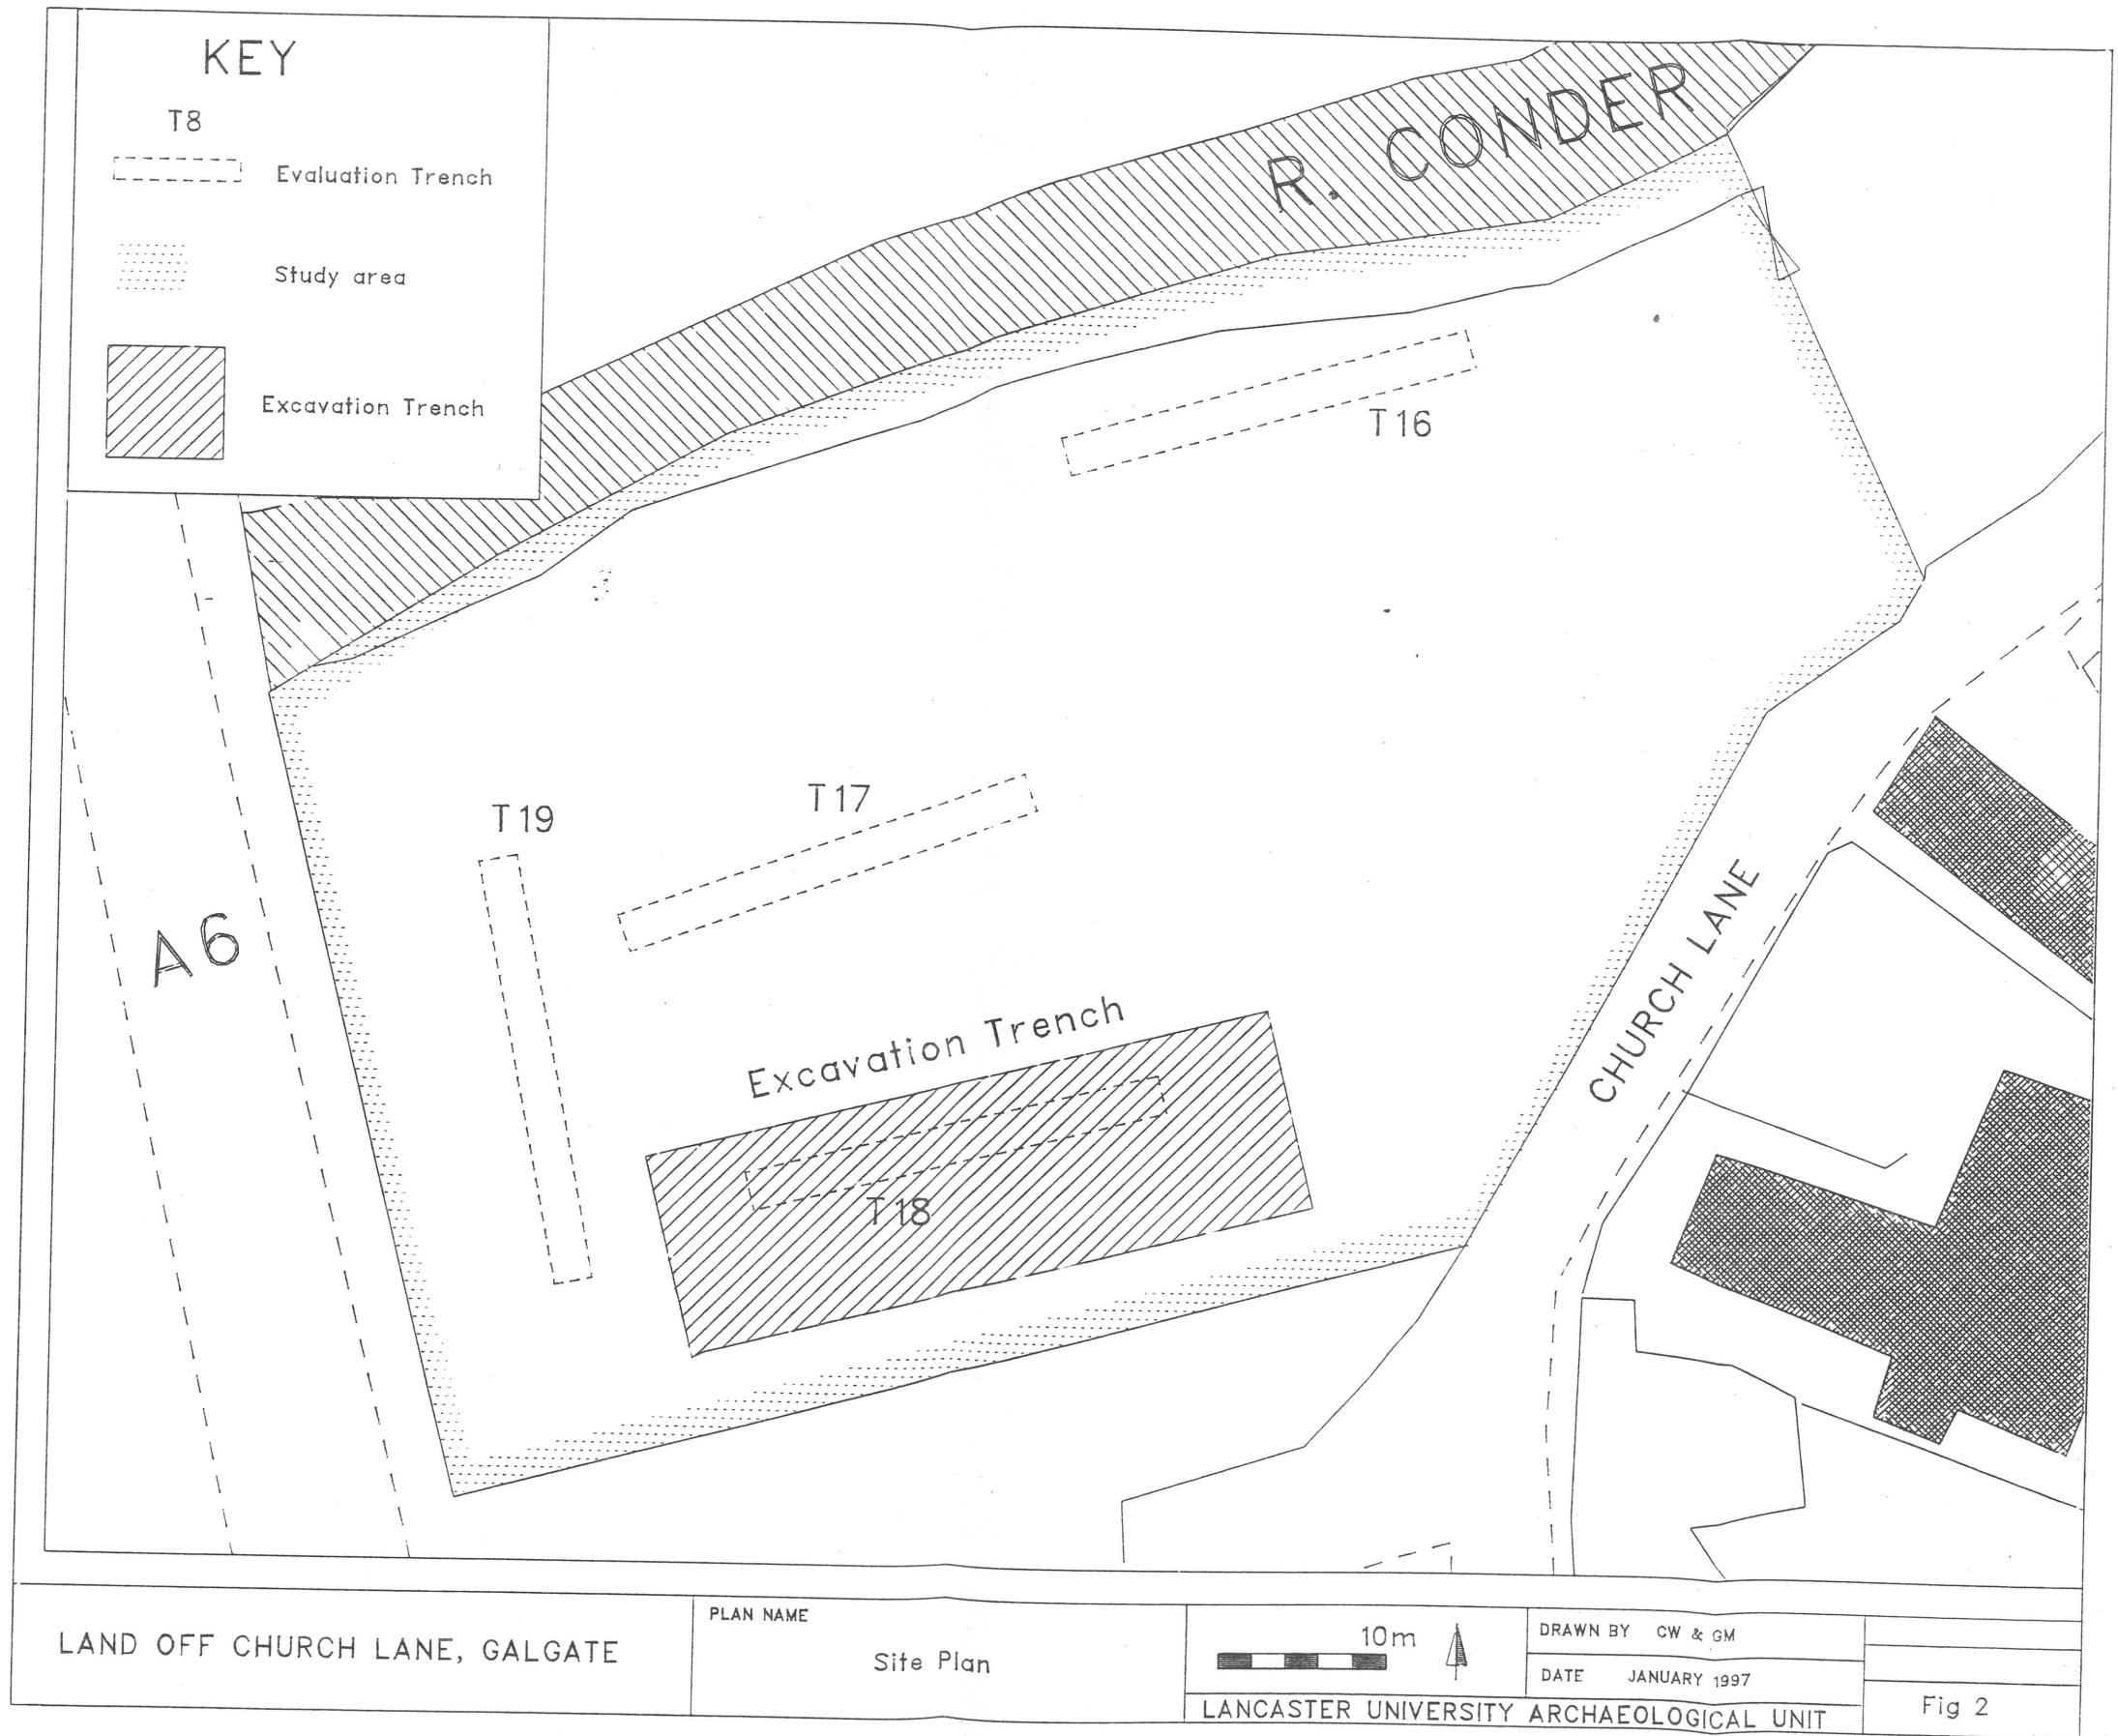 KEY
T8
Evaluation Trench
Study area
Excavation Trench
R. CONDER
T16
T17
T19
A6
Excavation Trench
T18
CHURCH LANE
LAND OFF CHURCH LANE, GALGATE
PLAN NAME
Site Plan
10m
DRAWN BY CW & GM
DATE JANUARY 1997
LANCASTER UNIVERSITY ARCHAEOLOGICAL UNIT
Fig 2